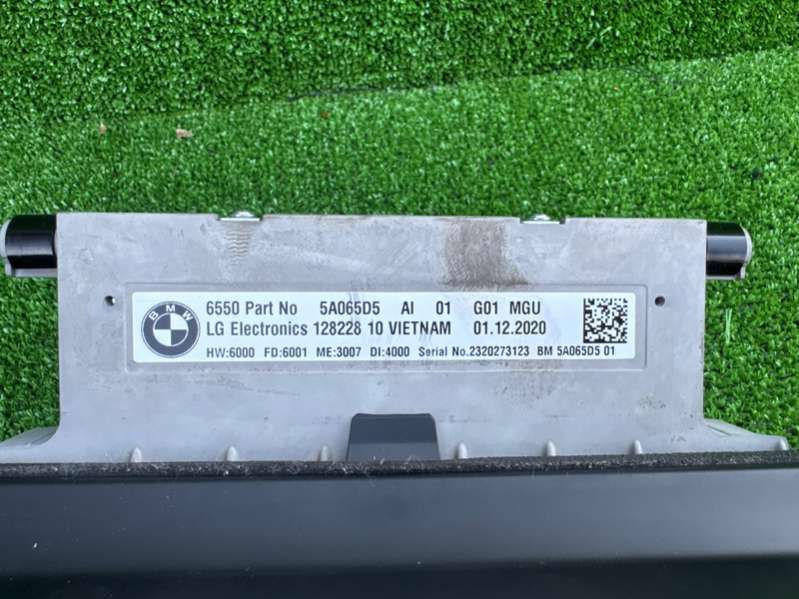 BMW
6550 Part No 5A065D5 AI 01 G01 MGU
LG Electronics 128228 10 VIETNAM 01.12.2020
HW:6000 FD:6001 ME:3007 DI:4000 Serial No.2320273123 BM 5A065D5 01